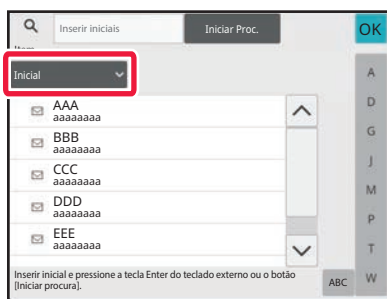 Inserir iniciais
Iniciar Proc.
OK
Inicial
A
AAA
aaaaaaaa
D
BBB
aaaaaaaa
G
CCC
aaaaaaaa
J
M
DDD
aaaaaaaa
P
EEE
aaaaaaaa
T
Inserir inicial e pressione a tecla Enter do teclado externo ou o botão
[Iniciar procura].
ABC
W